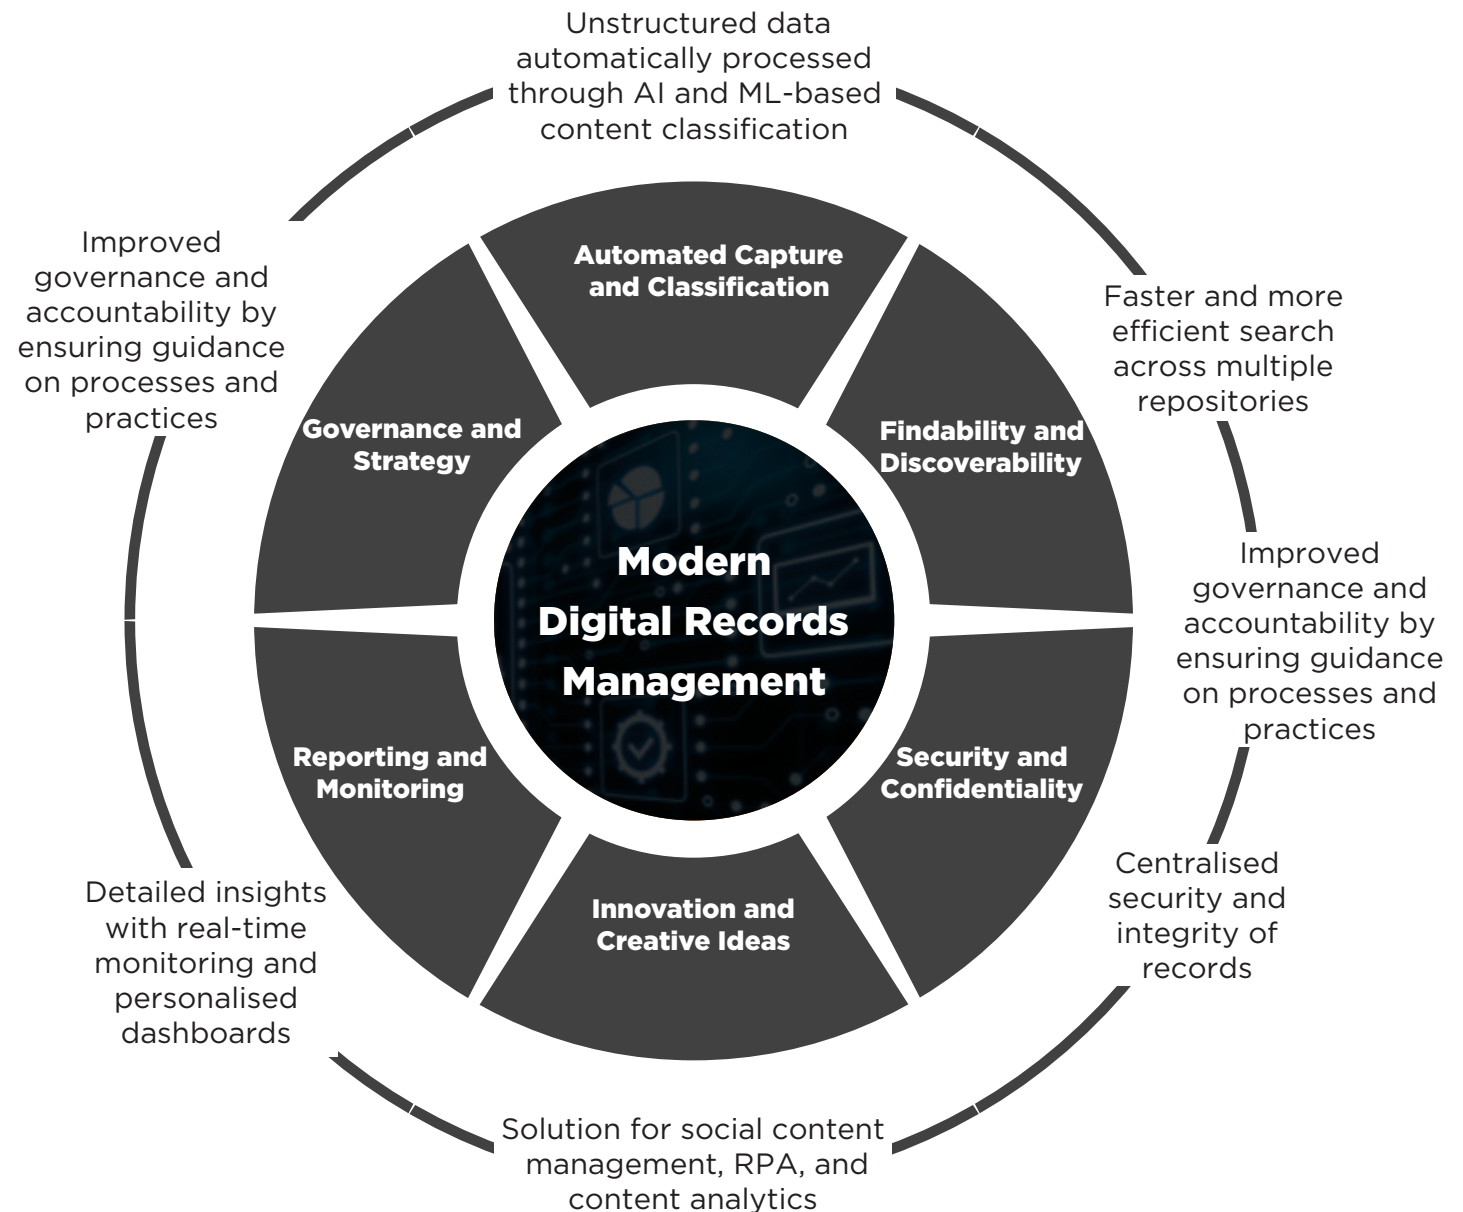 Unstructured data
automatically processed
through AI and ML-based
content classification
Improved
governance and
accountability by
ensuring guidance
on processes and
practices
Faster and more
efficient search
across multiple
repositories
Automated Capture
and Classification
Governance and
Strategy
Findability and
Discoverability
Modern
Digital Records
Management
Improved
governance and
accountability by
ensuring guidance
on processes and
practices
Reporting and
Monitoring
Security and
Confidentiality
Innovation and
Creative Ideas
Detailed insights
with real-time
monitoring and
personalised
dashboards
Centralised
security and
integrity of
records
Solution for social content
management, RPA, and
content analytics